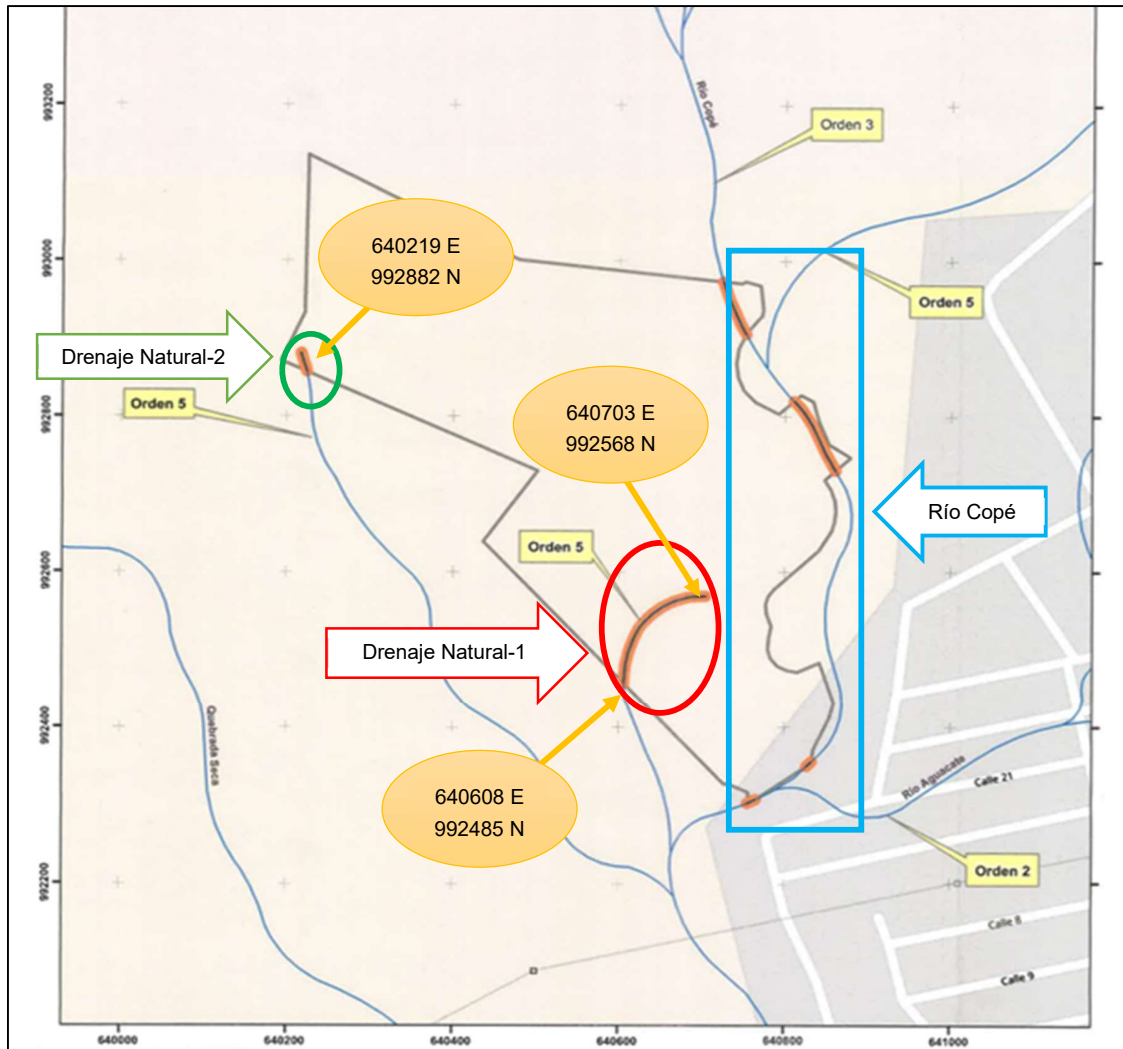 993200
993000
992800
992600
992400
992200
Río Copé
Orden 3
640219 E
992882 N
Orden 5
Drenaje Natural-2
Orden 5
640703 E
992568 N
Río Copé
Orden 5
Drenaje Natural-1
Quebrada Seca
640608 E
992485 N
Río Aguacate
Calle 21
Orden 2
Calle 8
Calle 9
640000
640200
640400
640600
640800
641000